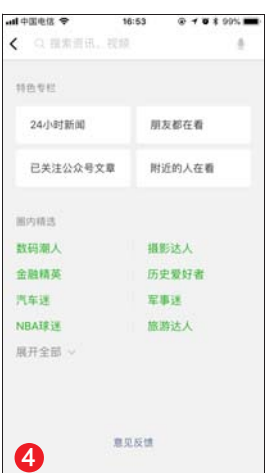 中国电信 16:53 99%
搜索资讯、视频
特色专栏
24小时新闻 朋友都在看
已关注公众号文章 附近的人在看
圈内精选
数码潮人 摄影达人
金融精英 历史爱好者
汽车迷 军事迷
NBA球迷 旅游达人
展开全部
意见反馈
4